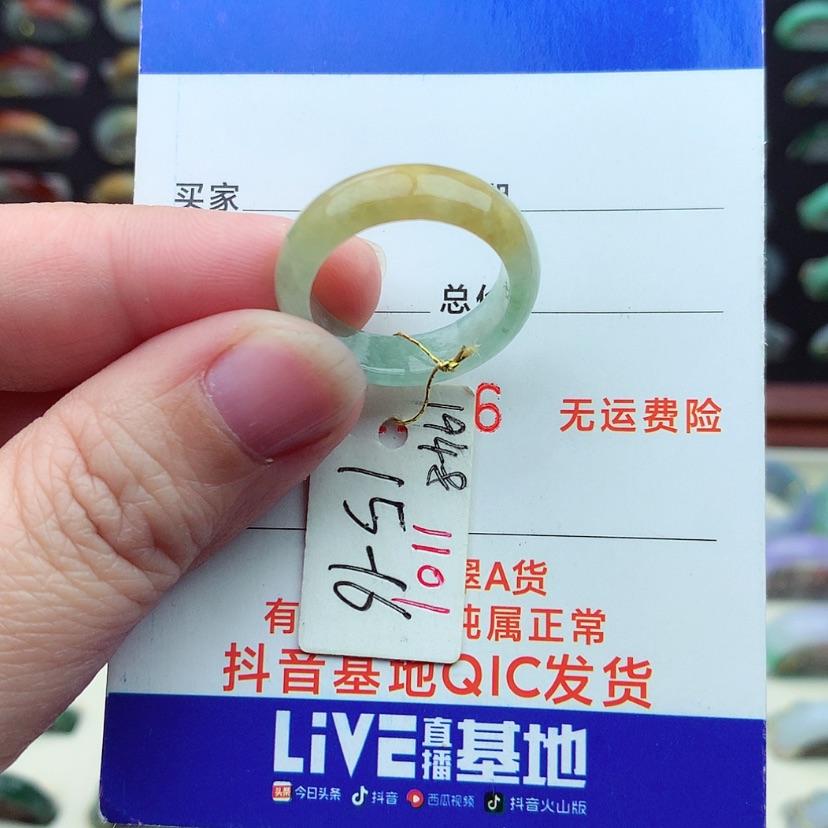 买家
总
6 无运费险
1948
1101
15-16
翠A货
有 纯属正常
抖音基地QIC发货
LiVE直播基地
头条 今日头条 抖音 西瓜视频 抖音火山版